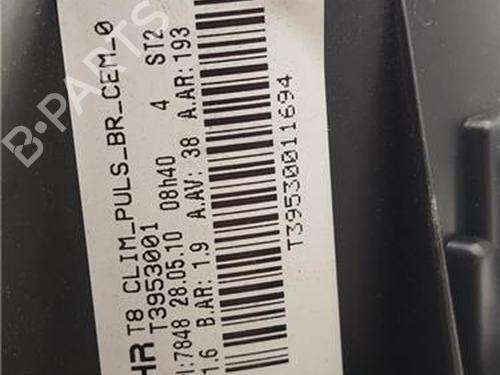 HR T8 CLIM_PULS_BR_CEM_0
T3953001
:7848 28.05.10 08h40 4 ST2
1.6 B.AR: 1.9 A.AV: 38 A.AR: 193
T39530011694
B-PARTS